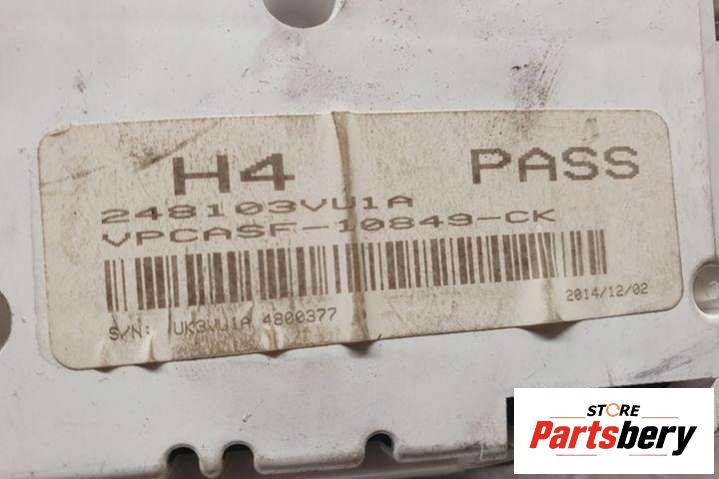 H4 PASS
248103VU1A
VPCASF-10849-CK
S/N: UK3VU1A 4800377
2014/12/02
STORE
Partsbery